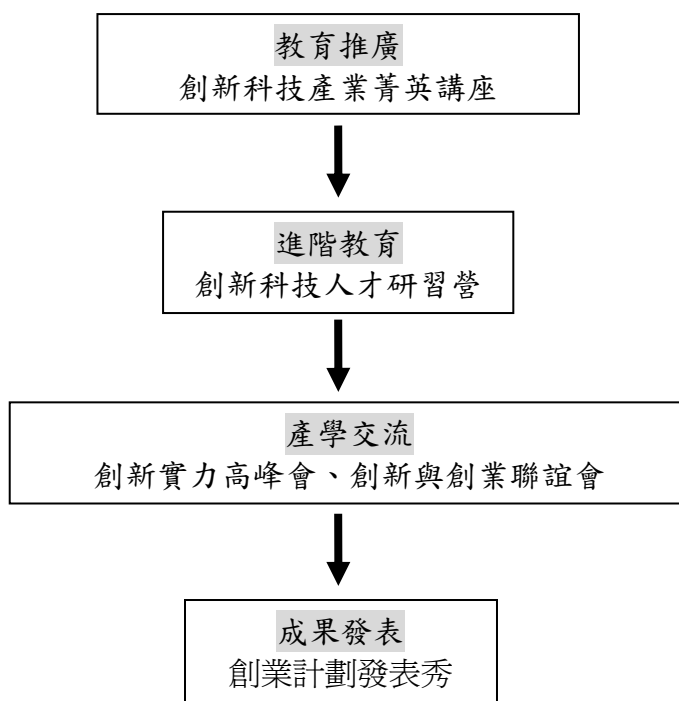 教育推廣
創新科技產業菁英講座
進階教育
創新科技人才研習營
產學交流
創新實力高峰會、創新與創業聯誼會
成果發表
創業計劃發表秀